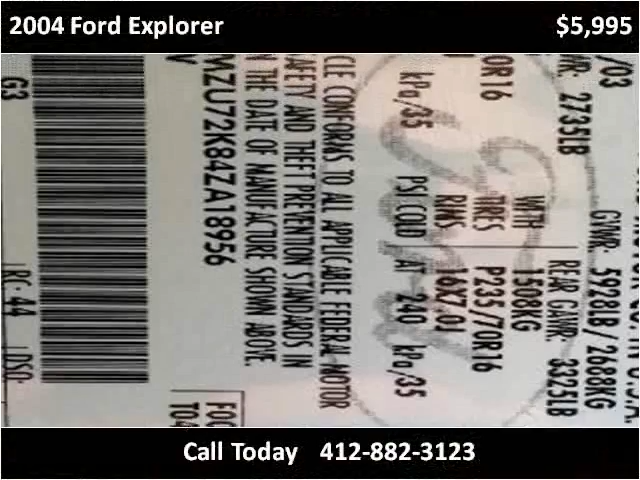 2004 Ford Explorer $5,995
/03
GVWR: 5928LB/2688KG
WR: 2735LB REAR GAWR: 3325LB
1508KG
WITH
OR16 TIRES P235/70R16
RIMS 16X7.0J
kPa/35 PSI COLD AT 240 kPa/35
CLE CONFORMS TO ALL APPLICABLE FEDERAL MOTOR
AFETY AND THEFT PREVENTION STANDARDS IN
N THE DATE OF MANUFACTURE SHOWN ABOVE.
MZU72K84ZA18956
V
FOO
T04
G3 RC: 44 DSO:
Call Today 412-882-3123